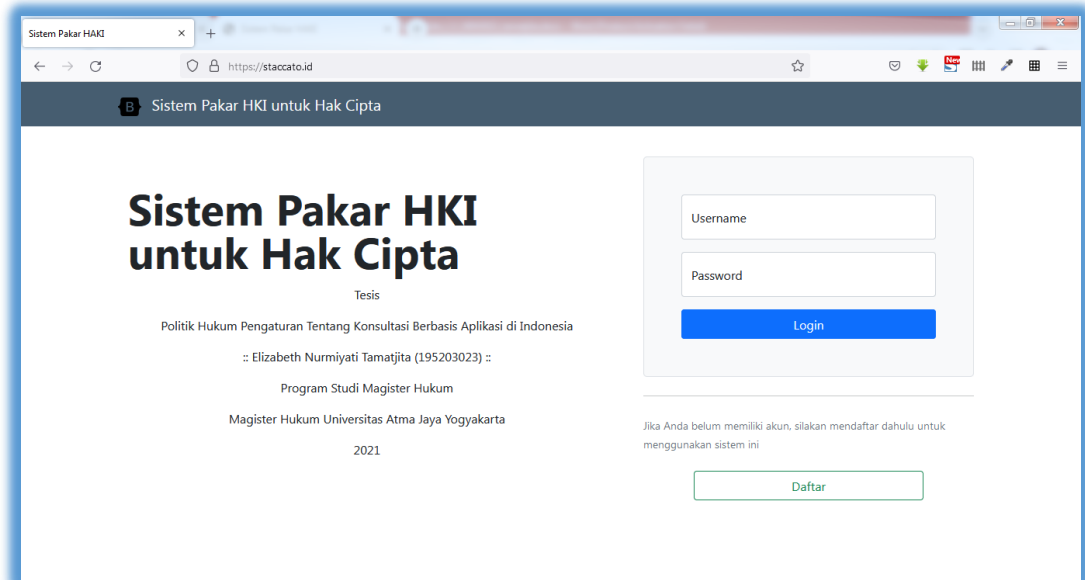 Sistem Pakar HAKI
https://staccato.id
New
B
Sistem Pakar HKI untuk Hak Cipta
Sistem Pakar HKI
untuk Hak Cipta
Tesis
Politik Hukum Pengaturan Tentang Konsultasi Berbasis Aplikasi di Indonesia
:: Elizabeth Nurmiyati Tamatjita (195203023) ::
Program Studi Magister Hukum
Magister Hukum Universitas Atma Jaya Yogyakarta
2021
Username
Password
Login
Jika Anda belum memiliki akun, silakan mendaftar dahulu untuk
menggunakan sistem ini
Daftar